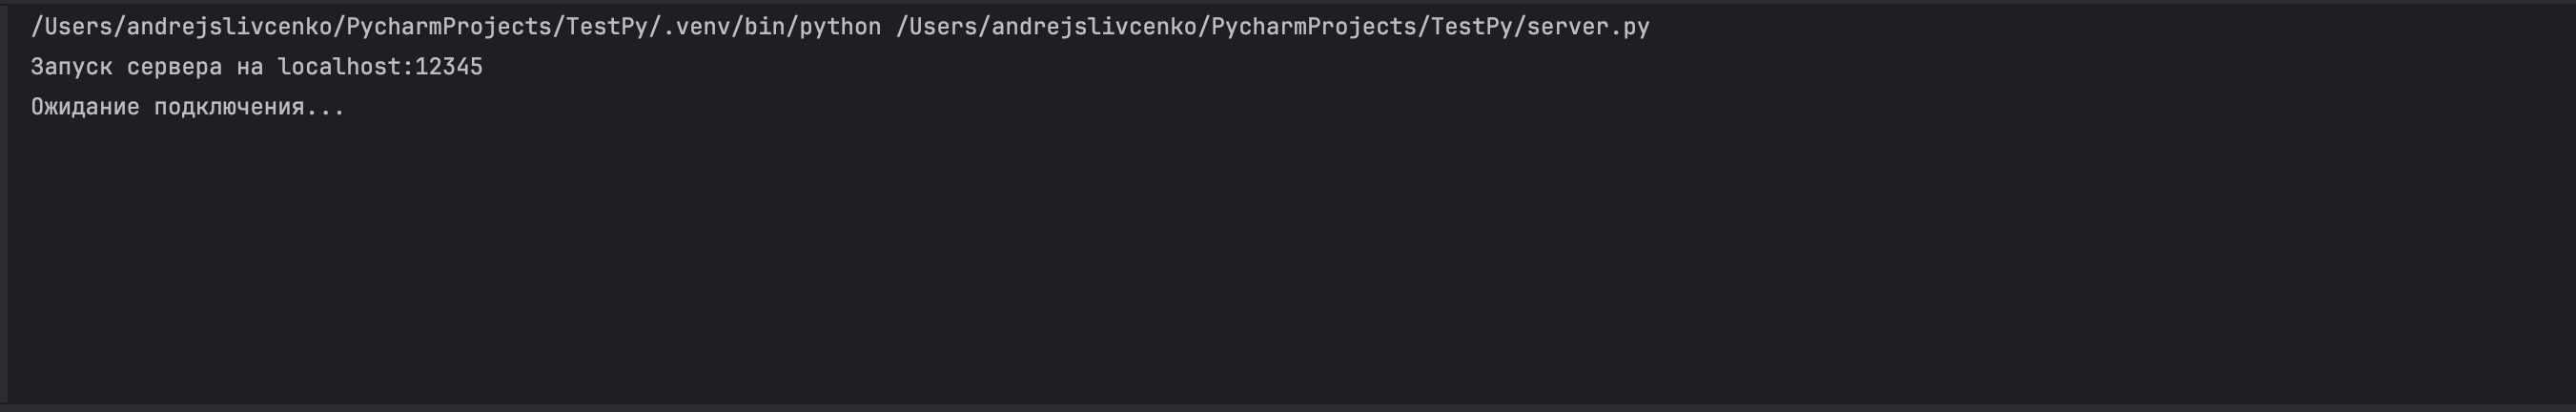 /Users/andrejslivcenko/PycharmProjects/TestPy/.venv/bin/python /Users/andrejslivcenko/PycharmProjects/TestPy/server.py
Запуск сервера на localhost:12345
Ожидание подключения...